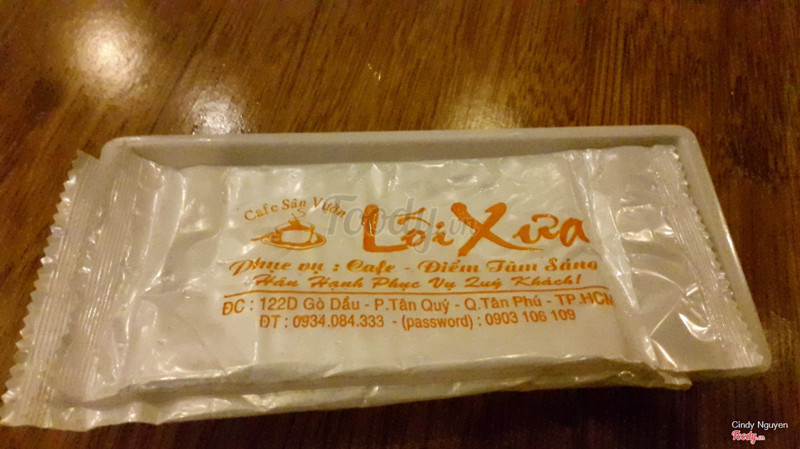 Cafe Sân Vườn
Lối Xưa
Phục vụ : Cafe - Điểm Tâm Sáng
Hân Hạnh Phục Vụ Quý Khách!
ĐC : 122D Gò Dầu - P.Tân Quý - Q.Tân Phú - TP.HCM
ĐT : 0934.084.333 - (password) : 0903 106 109
Foody.vn
Cindy Nguyen
Foody.vn